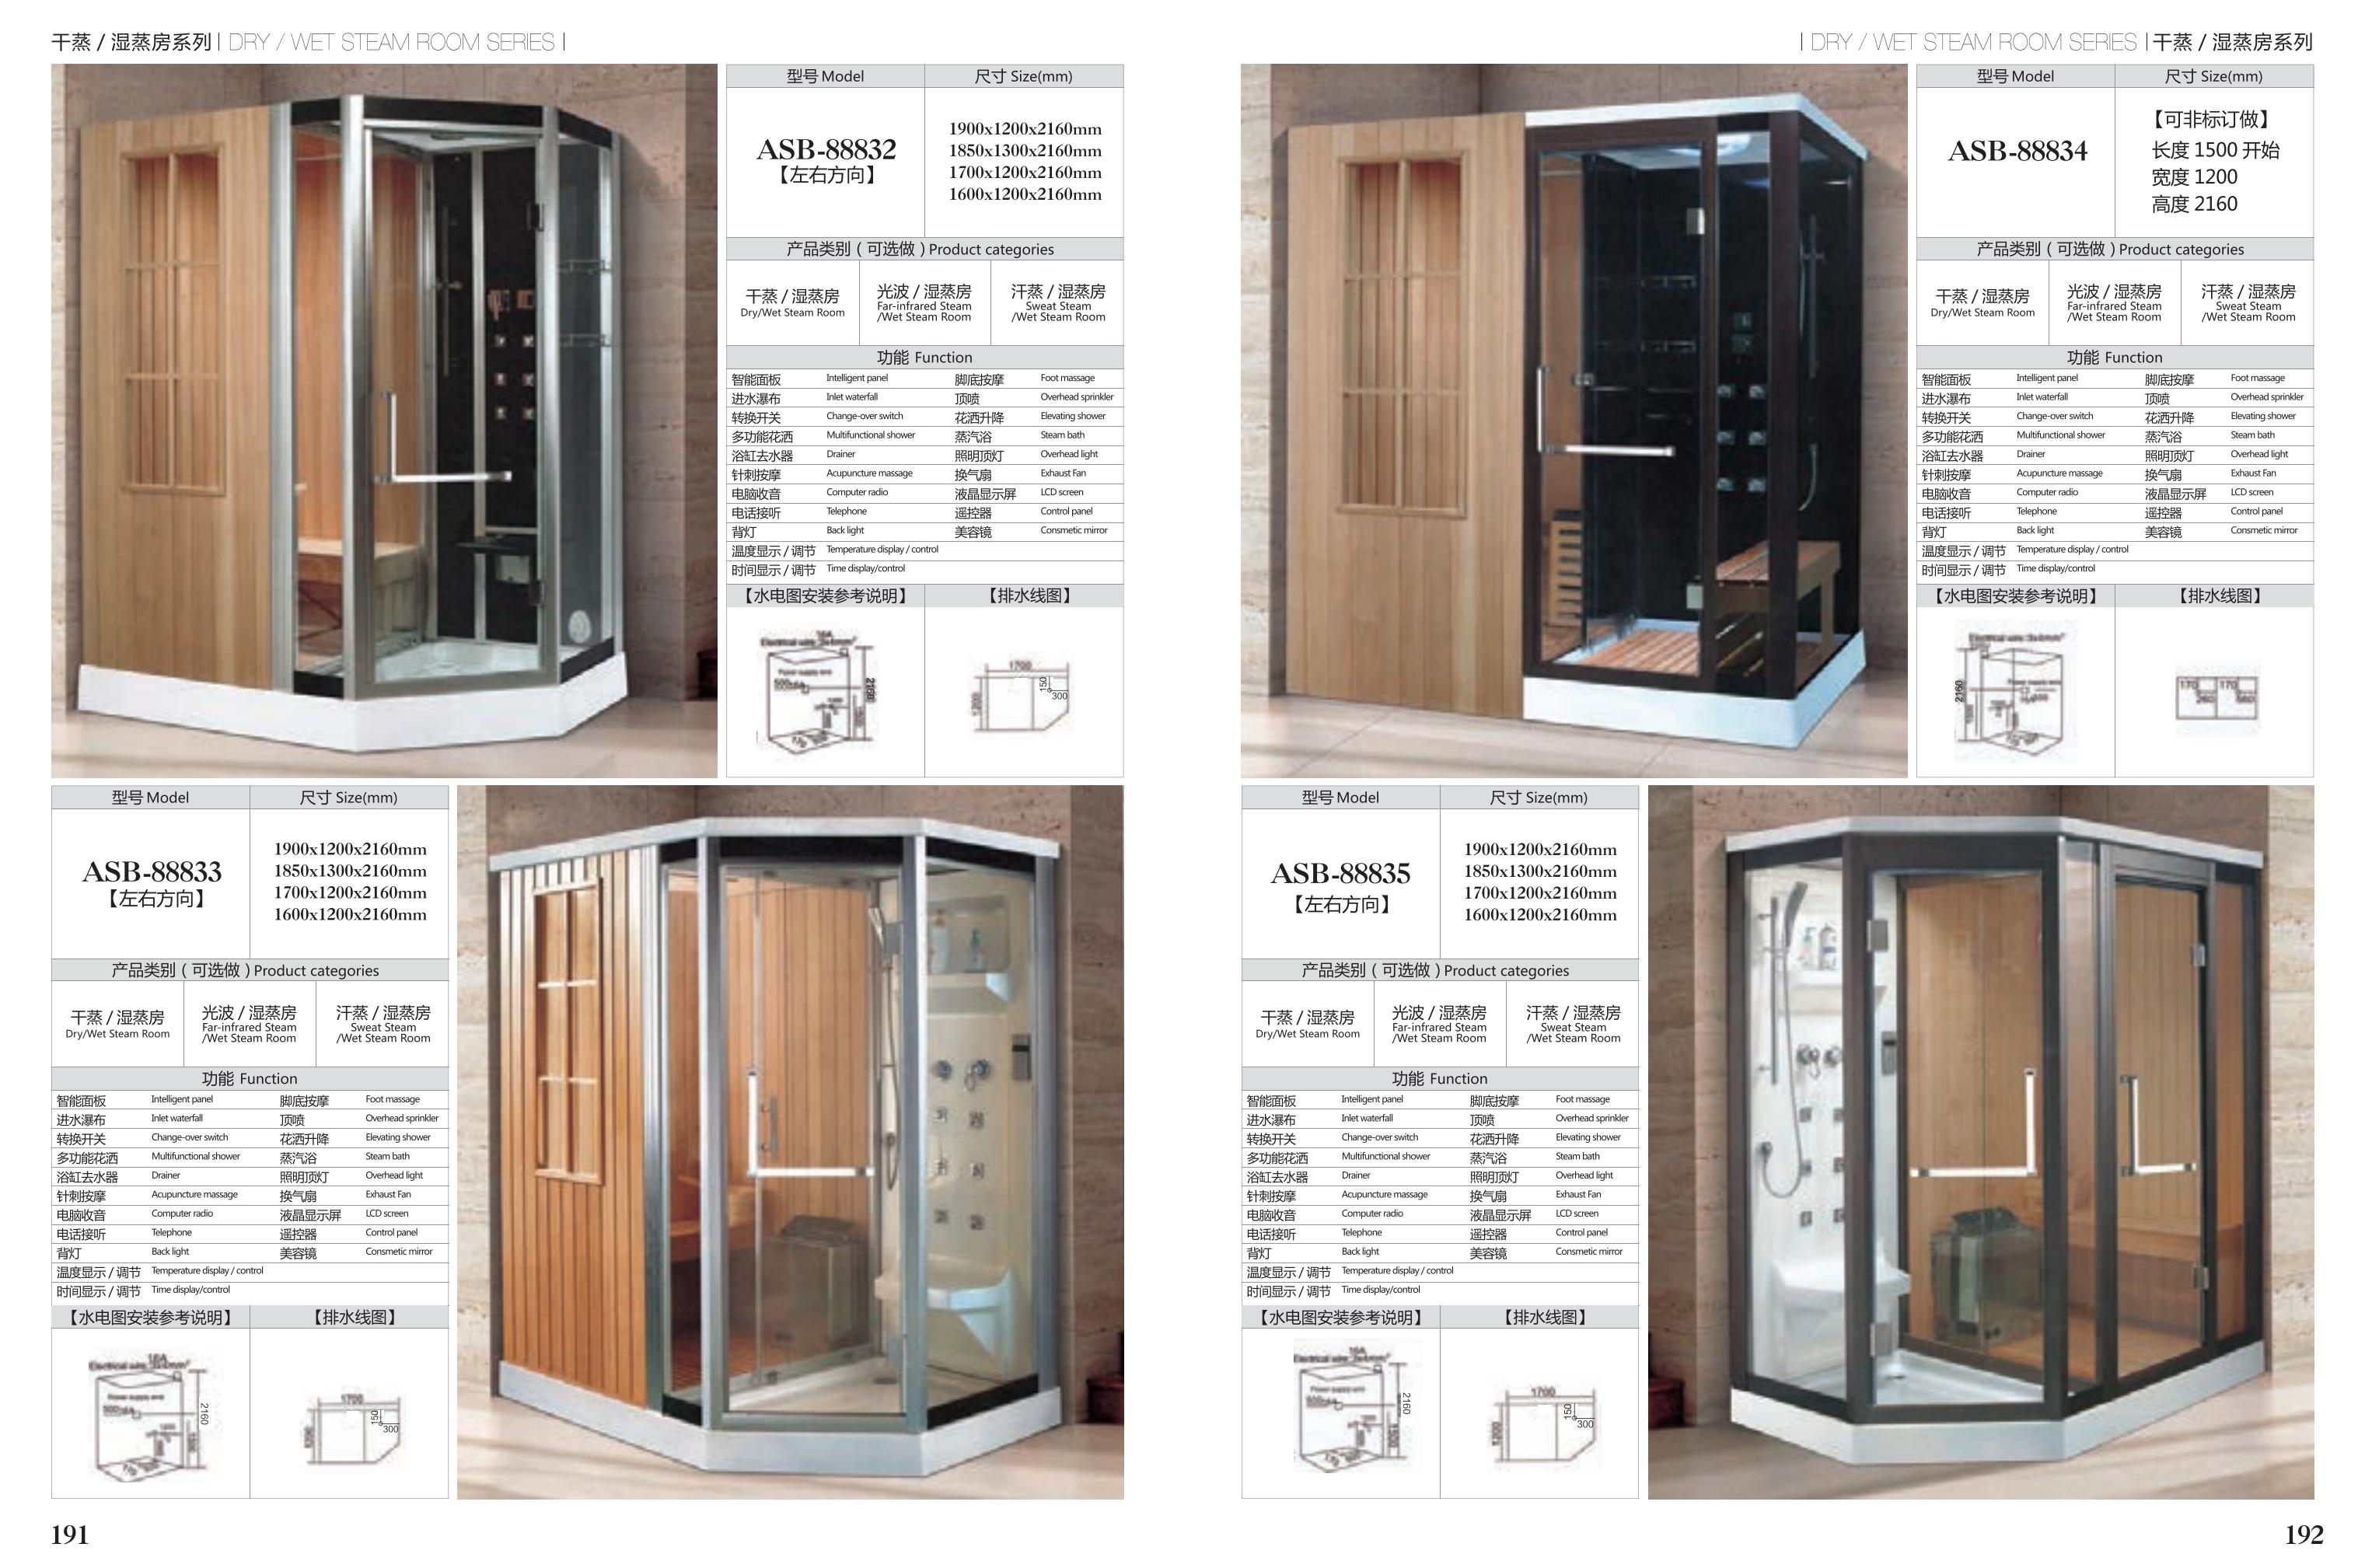 干蒸 / 湿蒸房系列 | DRY / WET STEAM ROOM SERIES |
型号 Model 尺寸 Size(mm)
ASB-88832
【左右方向】
1900x1200x2160mm
1850x1300x2160mm
1700x1200x2160mm
1600x1200x2160mm
产品类别 ( 可选做 ) Product categories
干蒸 / 湿蒸房
Dry/Wet Steam Room
光波 / 湿蒸房
Far-infrared Steam
/Wet Steam Room
汗蒸 / 湿蒸房
Sweat Steam
/Wet Steam Room
功能 Function
智能面板 Intelligent panel 脚底按摩 Foot massage
进水瀑布 Inlet waterfall 顶喷 Overhead sprinkler
转换开关 Change-over switch 花洒升降 Elevating shower
多功能花洒 Multifunctional shower 蒸汽浴 Steam bath
浴缸去水器 Drainer 照明顶灯 Overhead light
针刺按摩 Acupuncture massage 换气扇 Exhaust Fan
电脑收音 Computer radio 液晶显示屏 LCD screen
电话接听 Telephone 遥控器 Control panel
背灯 Back light 美容镜 Consmetic mirror
温度显示 / 调节 Temperature display / control
时间显示 / 调节 Time display/control
【水电图安装参考说明】 【排水线图】
2160
1700
1200
150
300
型号 Model 尺寸 Size(mm)
ASB-88833
【左右方向】
1900x1200x2160mm
1850x1300x2160mm
1700x1200x2160mm
1600x1200x2160mm
产品类别 ( 可选做 ) Product categories
干蒸 / 湿蒸房
Dry/Wet Steam Room
光波 / 湿蒸房
Far-infrared Steam
/Wet Steam Room
汗蒸 / 湿蒸房
Sweat Steam
/Wet Steam Room
功能 Function
智能面板 Intelligent panel 脚底按摩 Foot massage
进水瀑布 Inlet waterfall 顶喷 Overhead sprinkler
转换开关 Change-over switch 花洒升降 Elevating shower
多功能花洒 Multifunctional shower 蒸汽浴 Steam bath
浴缸去水器 Drainer 照明顶灯 Overhead light
针刺按摩 Acupuncture massage 换气扇 Exhaust Fan
电脑收音 Computer radio 液晶显示屏 LCD screen
电话接听 Telephone 遥控器 Control panel
背灯 Back light 美容镜 Consmetic mirror
温度显示 / 调节 Temperature display / control
时间显示 / 调节 Time display/control
【水电图安装参考说明】 【排水线图】
2160
1700
150
300
191
| DRY / WET STEAM ROOM SERIES | 干蒸 / 湿蒸房系列
型号 Model 尺寸 Size(mm)
ASB-88834
【可非标订做】
长度 1500 开始
宽度 1200
高度 2160
产品类别 ( 可选做 ) Product categories
干蒸 / 湿蒸房
Dry/Wet Steam Room
光波 / 湿蒸房
Far-infrared Steam
/Wet Steam Room
汗蒸 / 湿蒸房
Sweat Steam
/Wet Steam Room
功能 Function
智能面板 Intelligent panel 脚底按摩 Foot massage
进水瀑布 Inlet waterfall 顶喷 Overhead sprinkler
转换开关 Change-over switch 花洒升降 Elevating shower
多功能花洒 Multifunctional shower 蒸汽浴 Steam bath
浴缸去水器 Drainer 照明顶灯 Overhead light
针刺按摩 Acupuncture massage 换气扇 Exhaust Fan
电脑收音 Computer radio 液晶显示屏 LCD screen
电话接听 Telephone 遥控器 Control panel
背灯 Back light 美容镜 Consmetic mirror
温度显示 / 调节 Temperature display / control
时间显示 / 调节 Time display/control
【水电图安装参考说明】 【排水线图】
2160
170 170
型号 Model 尺寸 Size(mm)
ASB-88835
【左右方向】
1900x1200x2160mm
1850x1300x2160mm
1700x1200x2160mm
1600x1200x2160mm
产品类别 ( 可选做 ) Product categories
干蒸 / 湿蒸房
Dry/Wet Steam Room
光波 / 湿蒸房
Far-infrared Steam
/Wet Steam Room
汗蒸 / 湿蒸房
Sweat Steam
/Wet Steam Room
功能 Function
智能面板 Intelligent panel 脚底按摩 Foot massage
进水瀑布 Inlet waterfall 顶喷 Overhead sprinkler
转换开关 Change-over switch 花洒升降 Elevating shower
多功能花洒 Multifunctional shower 蒸汽浴 Steam bath
浴缸去水器 Drainer 照明顶灯 Overhead light
针刺按摩 Acupuncture massage 换气扇 Exhaust Fan
电脑收音 Computer radio 液晶显示屏 LCD screen
电话接听 Telephone 遥控器 Control panel
背灯 Back light 美容镜 Consmetic mirror
温度显示 / 调节 Temperature display / control
时间显示 / 调节 Time display/control
【水电图安装参考说明】 【排水线图】
2160
1700
1200
150
300
192